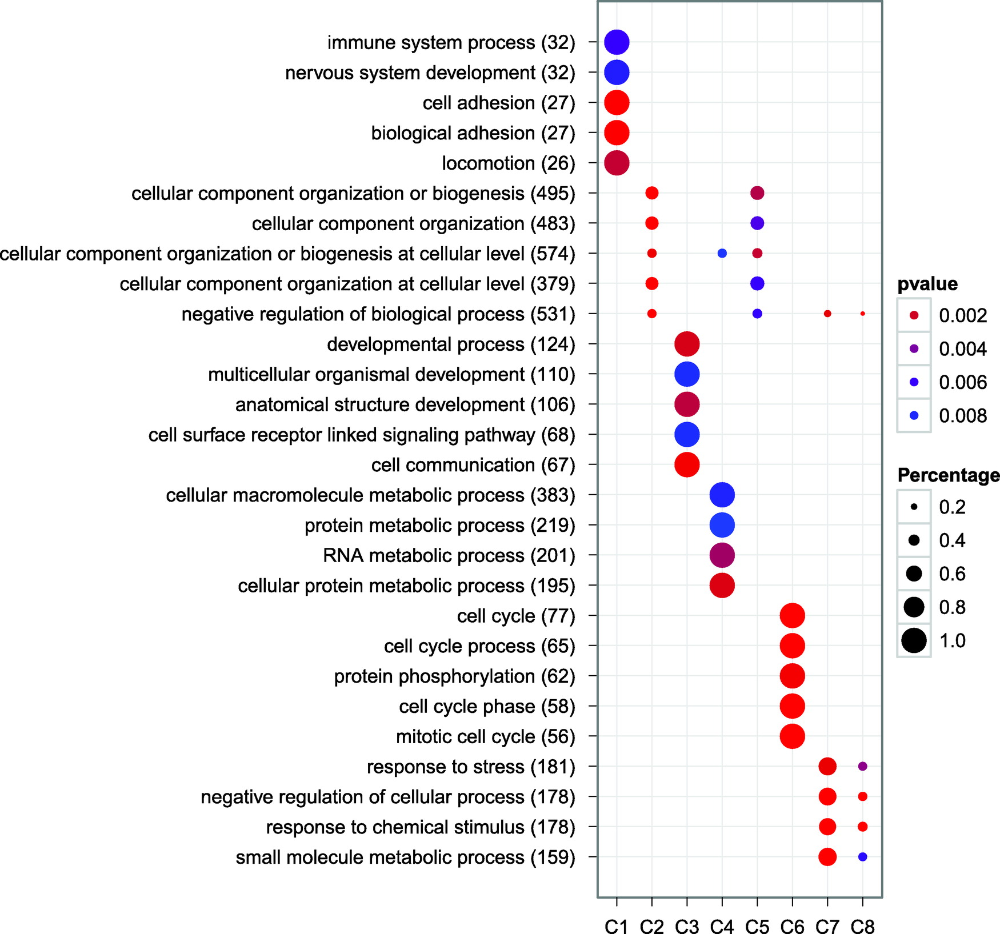 immune system process (32)
nervous system development (32)
cell adhesion (27)
biological adhesion (27)
locomotion (26)
cellular component organization or biogenesis (495)
cellular component organization (483)
cellular component organization or biogenesis at cellular level (574)
cellular component organization at cellular level (379)
negative regulation of biological process (531)
developmental process (124)
multicellular organismal development (110)
anatomical structure development (106)
cell surface receptor linked signaling pathway (68)
cell communication (67)
cellular macromolecule metabolic process (383)
protein metabolic process (219)
RNA metabolic process (201)
cellular protein metabolic process (195)
cell cycle (77)
cell cycle process (65)
protein phosphorylation (62)
cell cycle phase (58)
mitotic cell cycle (56)
response to stress (181)
negative regulation of cellular process (178)
response to chemical stimulus (178)
small molecule metabolic process (159)
C1 C2 C3 C4 C5 C6 C7 C8
pvalue
0.002
0.004
0.006
0.008
Percentage
0.2
0.4
0.6
0.8
1.0